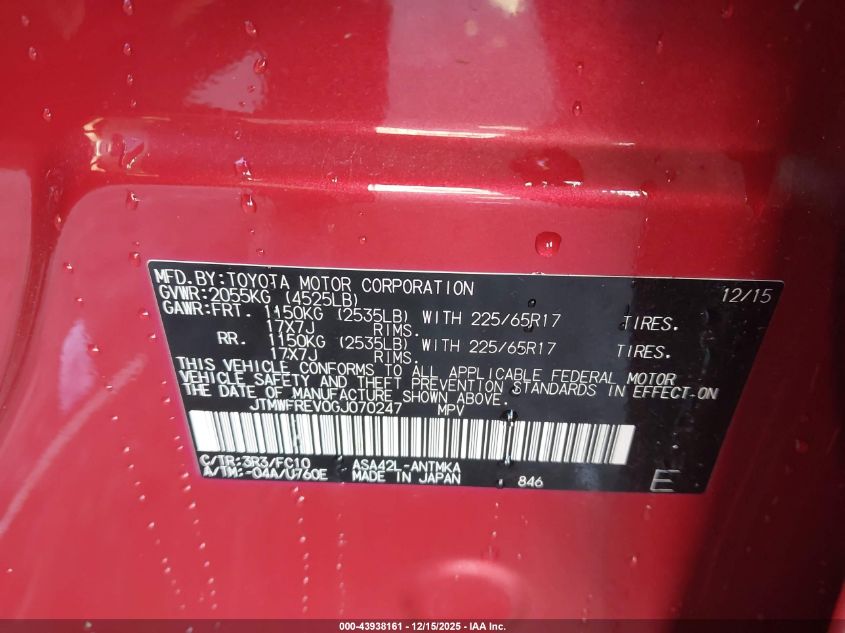 MFD.BY:TOYOTA MOTOR CORPORATION 12/15
GVWR:2055KG (4525LB)
GAWR:FRT. 1150KG (2535LB) WITH 225/65R17 TIRES.
17X7J RIMS.
RR. 1150KG (2535LB) WITH 225/65R17 TIRES.
17X7J RIMS.
THIS VEHICLE CONFORMS TO ALL APPLICABLE FEDERAL MOTOR
VEHICLE SAFETY AND THEFT PREVENTION STANDARDS IN EFFECT ON
THE DATE OF MANUFACTURE SHOWN ABOVE.
JTMWFREV0GJ070247 MPV
C/TR:3R3/FC10 ASA42L-ANTMKA
A/TM:-04A/U760E MADE IN JAPAN 846 E
000-43938161 - 12/15/2025 - IAA Inc.